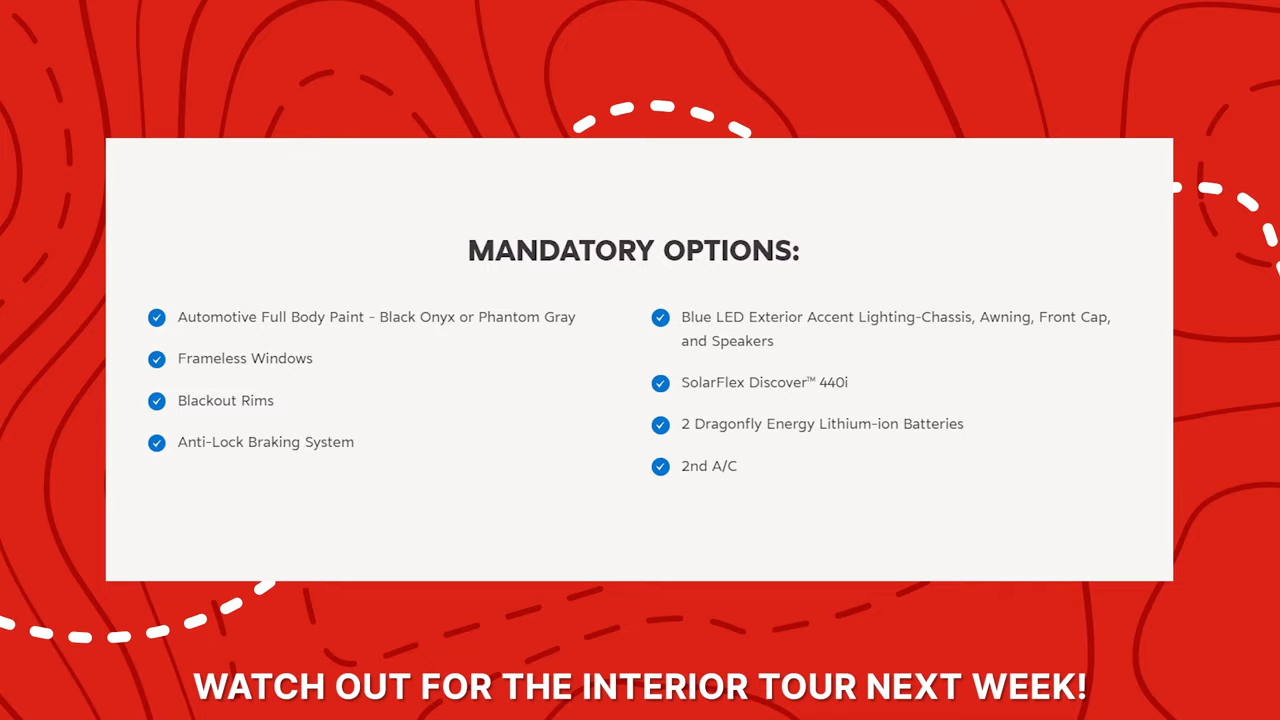 MANDATORY OPTIONS:
Automotive Full Body Paint - Black Onyx or Phantom Gray
Frameless Windows
Blackout Rims
Anti-Lock Braking System
Blue LED Exterior Accent Lighting-Chassis, Awning, Front Cap,
and Speakers
SolarFlex Discover™ 440i
2 Dragonfly Energy Lithium-ion Batteries
2nd A/C
WATCH OUT FOR THE INTERIOR TOUR NEXT WEEK!